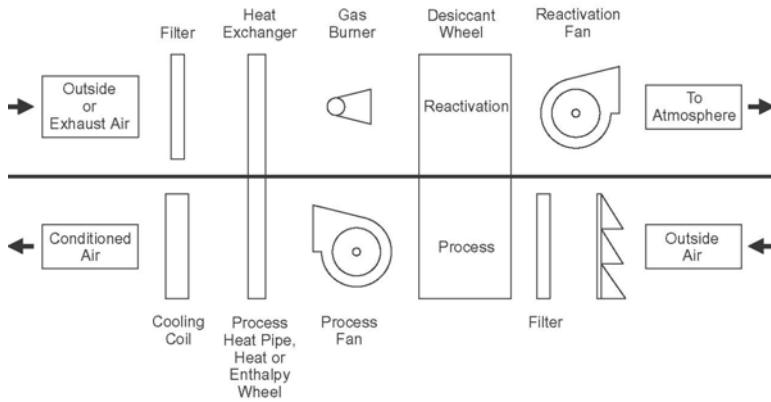 Filter
Heat
Exchanger
Gas
Burner
Desiccant
Wheel
Reactivation
Fan
Outside
or
Exhaust Air
Reactivation
To
Atmosphere
Conditioned
Air
Process
Outside
Air
Cooling
Coil
Process
Heat Pipe,
Heat or
Enthalpy
Wheel
Process
Fan
Filter